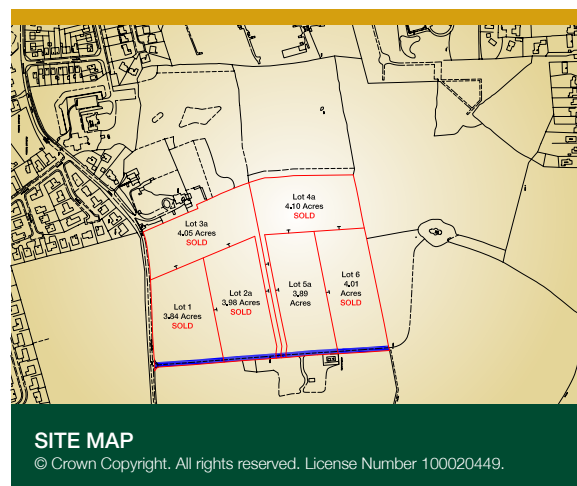 Lot 4a
4.10 Acres
SOLD
Lot 3a
4.05 Acres
SOLD
Lot 1
3.84 Acres
SOLD
Lot 2a
3.98 Acres
SOLD
Lot 5a
3.89
Acres
Lot 6
4.01
Acres
SOLD
SITE MAP
© Crown Copyright. All rights reserved. License Number 100020449.